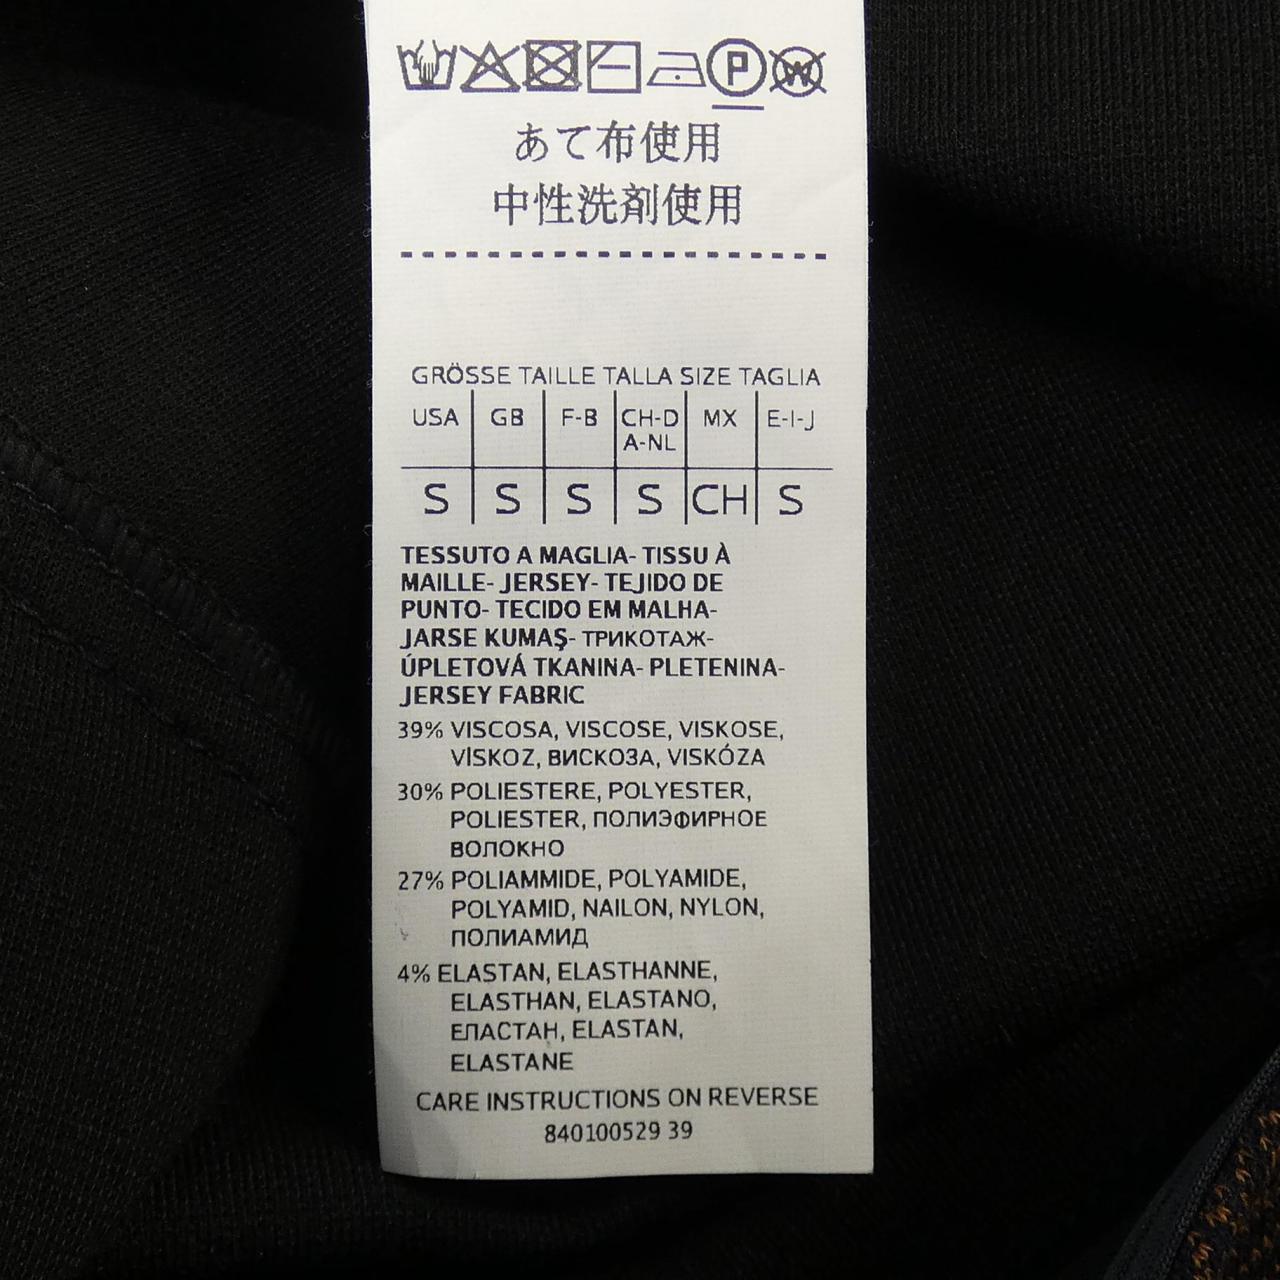 P W
あて布使用
中性洗剤使用
GRÖSSE TAILLE TALLA SIZE TAGLIA
USA GB F-B CH-D A-NL MX E-I-J
S S S S CH S
TESSUTO A MAGLIA- TISSU À
MAILLE- JERSEY- TEJIDO DE
PUNTO- TECIDO EM MALHA-
JARSE KUMAŞ- ТРИКОТАЖ-
ÚPLETOVÁ TKANINA- PLETENINA-
JERSEY FABRIC
39% VISCOSA, VISCOSE, VISKOSE,
VİSKOZ, ВИСКОЗА, VISKÓZA
30% POLIESTERE, POLYESTER,
POLIESTER, ПОЛИЭФИРНОЕ
ВОЛОКНО
27% POLIAMMIDE, POLYAMIDE,
POLYAMID, NAILON, NYLON,
ПОЛИАМИД
4% ELASTAN, ELASTHANNE,
ELASTHAN, ELASTANO,
ЕЛАСТАН, ELASTAN,
ELASTANE
CARE INSTRUCTIONS ON REVERSE
840100529 39